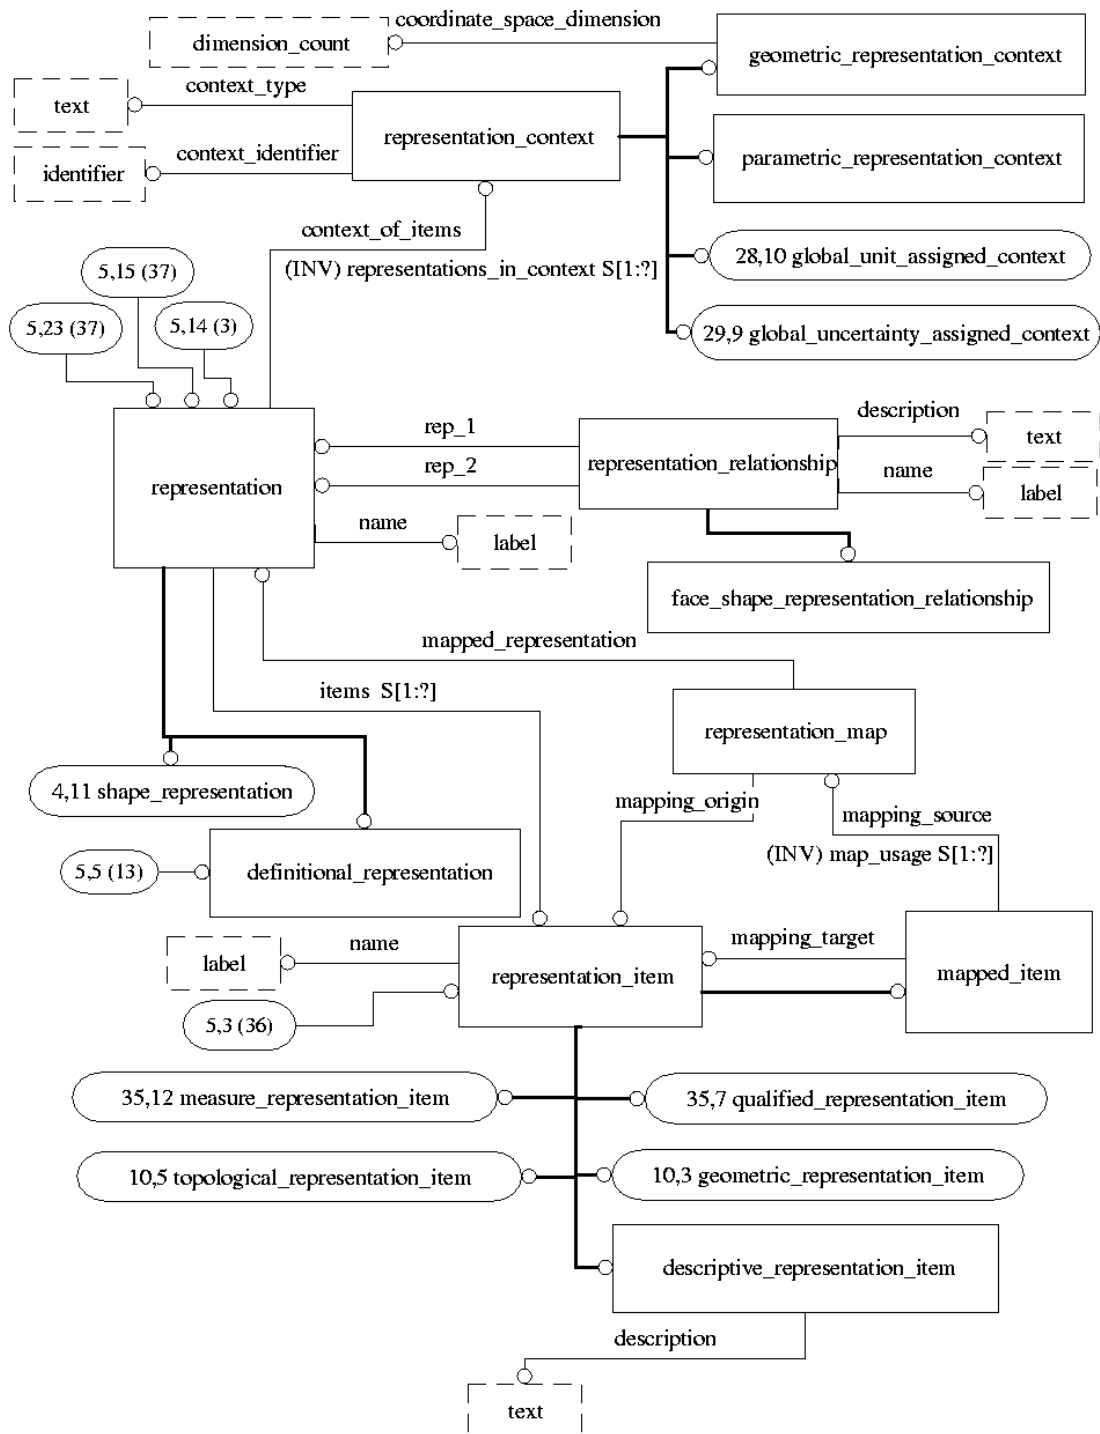 coordinate_space_dimension
dimension_count
geometric_representation_context
context_type
text
representation_context
context_identifier
identifier
parametric_representation_context
context_of_items
(INV) representations_in_context S[1:?]
28,10 global_unit_assigned_context
5,15 (37)
5,23 (37)
5,14 (3)
29,9 global_uncertainty_assigned_context
rep_1
description
text
representation_relationship
rep_2
name
label
representation
name
label
face_shape_representation_relationship
mapped_representation
items S[1:?]
representation_map
4,11 shape_representation
mapping_origin
mapping_source
(INV) map_usage S[1:?]
5,5 (13)
definitional_representation
name
label
representation_item
mapping_target
mapped_item
5,3 (36)
35,12 measure_representation_item
35,7 qualified_representation_item
10,5 topological_representation_item
10,3 geometric_representation_item
descriptive_representation_item
description
text